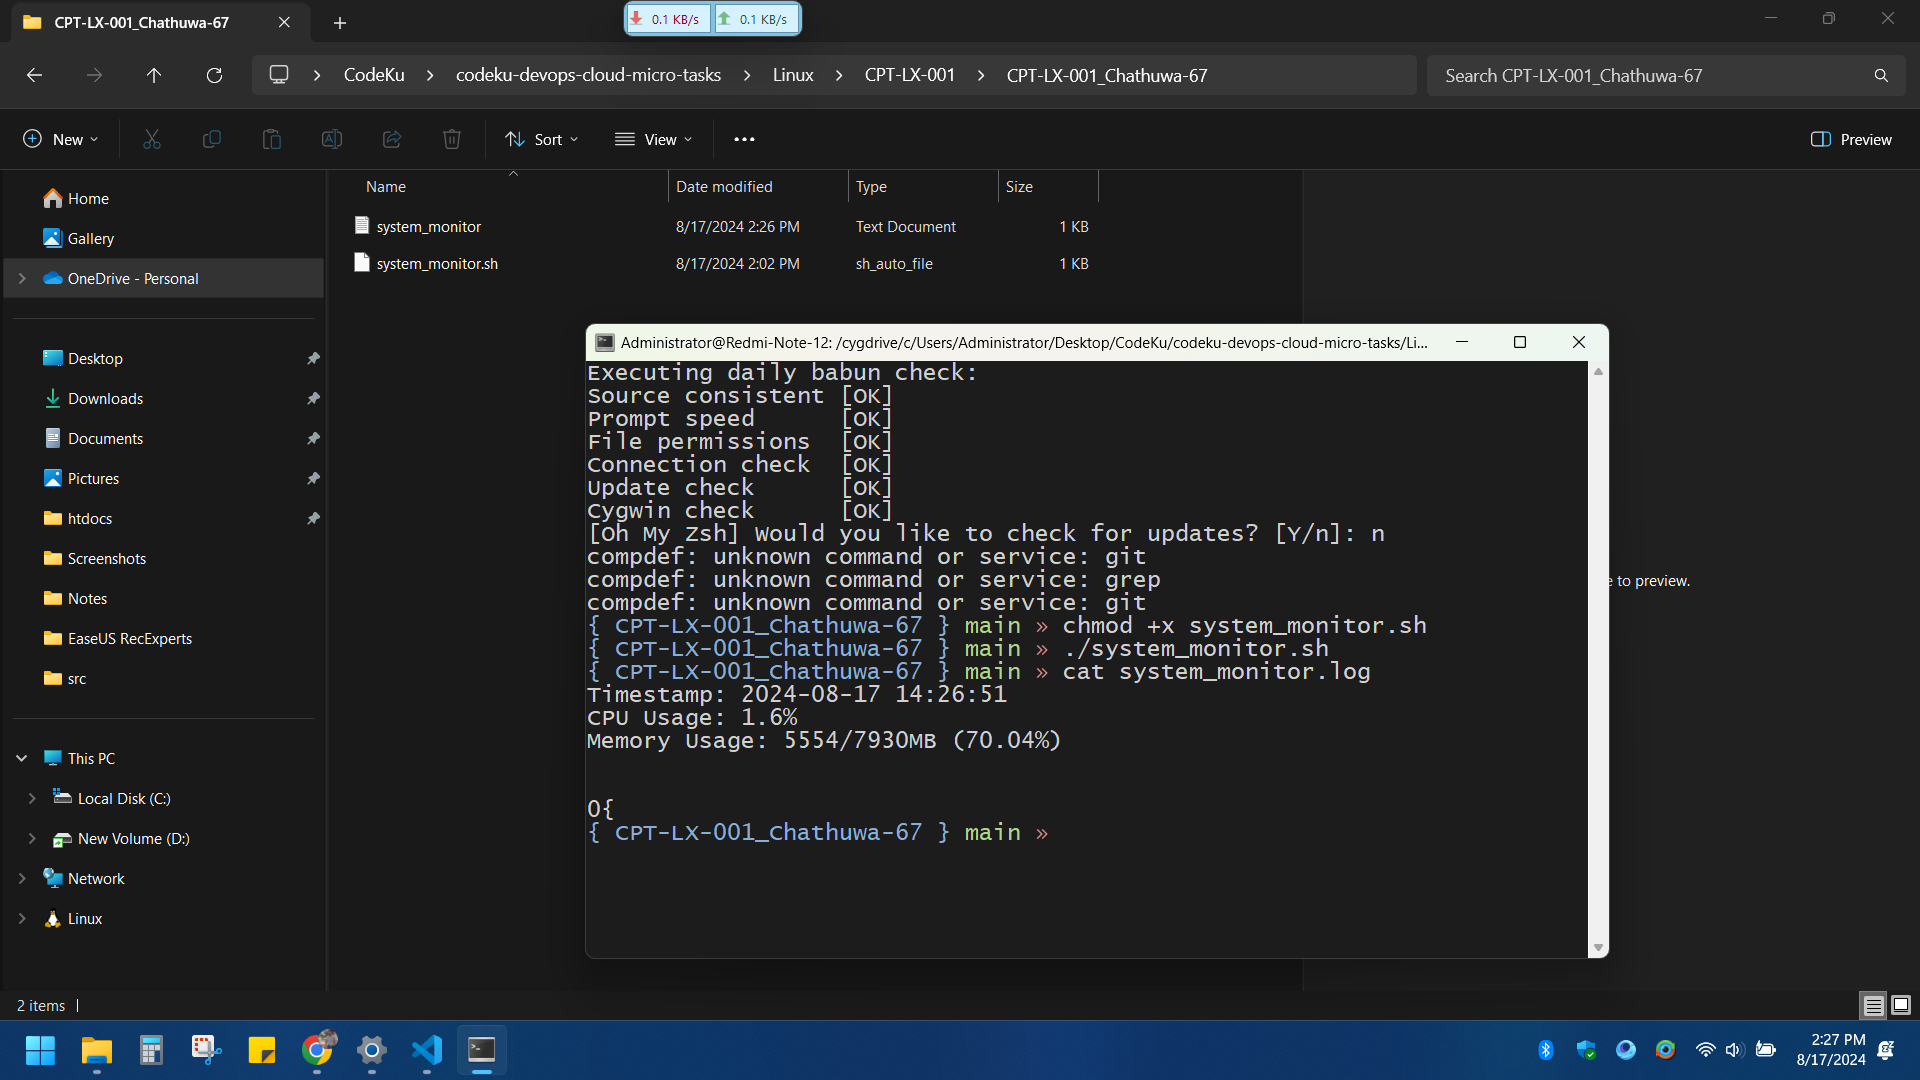 CPT-LX-001_Chathuwa-67
0.1 KB/s 0.1 KB/s
CodeKu codeku-devops-cloud-micro-tasks Linux CPT-LX-001 CPT-LX-001_Chathuwa-67
Search CPT-LX-001_Chathuwa-67
New Sort View ••• Preview
Home
Gallery
OneDrive - Personal
Desktop
Downloads
Documents
Pictures
htdocs
Screenshots
Notes
EaseUS RecExperts
src
This PC
Local Disk (C:)
New Volume (D:)
Network
Linux
Name Date modified Type Size
system_monitor 8/17/2024 2:26 PM Text Document 1 KB
system_monitor.sh 8/17/2024 2:02 PM sh_auto_file 1 KB
e to preview.
Administrator@Redmi-Note-12: /cygdrive/c/Users/Administrator/Desktop/CodeKu/codeku-devops-cloud-micro-tasks/Li...
Executing daily babun check:
Source consistent [OK]
Prompt speed [OK]
File permissions [OK]
Connection check [OK]
Update check [OK]
Cygwin check [OK]
[Oh My Zsh] Would you like to check for updates? [Y/n]: n
compdef: unknown command or service: git
compdef: unknown command or service: grep
compdef: unknown command or service: git
{ CPT-LX-001_Chathuwa-67 } main » chmod +x system_monitor.sh
{ CPT-LX-001_Chathuwa-67 } main » ./system_monitor.sh
{ CPT-LX-001_Chathuwa-67 } main » cat system_monitor.log
Timestamp: 2024-08-17 14:26:51
CPU Usage: 1.6%
Memory Usage: 5554/7930MB (70.04%)
0{
{ CPT-LX-001_Chathuwa-67 } main »
2 items
2:27 PM
8/17/2024